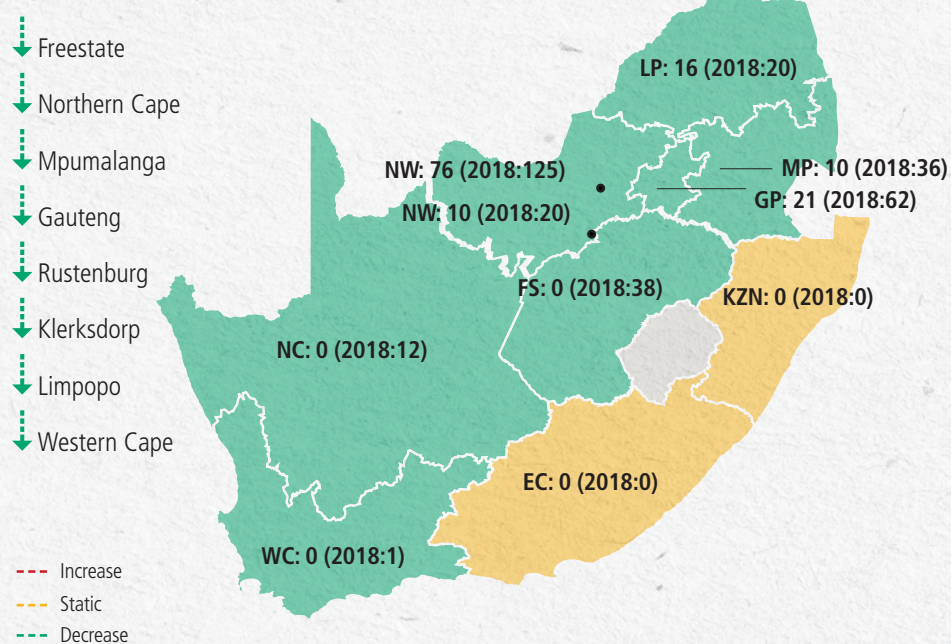 Freestate
Northern Cape
Mpumalanga
Gauteng
Rustenburg
Klerksdorp
Limpopo
Western Cape
LP: 16 (2018:20)
NW: 76 (2018:125)
MP: 10 (2018:36)
GP: 21 (2018:62)
NW: 10 (2018:20)
FS: 0 (2018:38)
KZN: 0 (2018:0)
NC: 0 (2018:12)
EC: 0 (2018:0)
WC: 0 (2018:1)
Increase
Static
Decrease